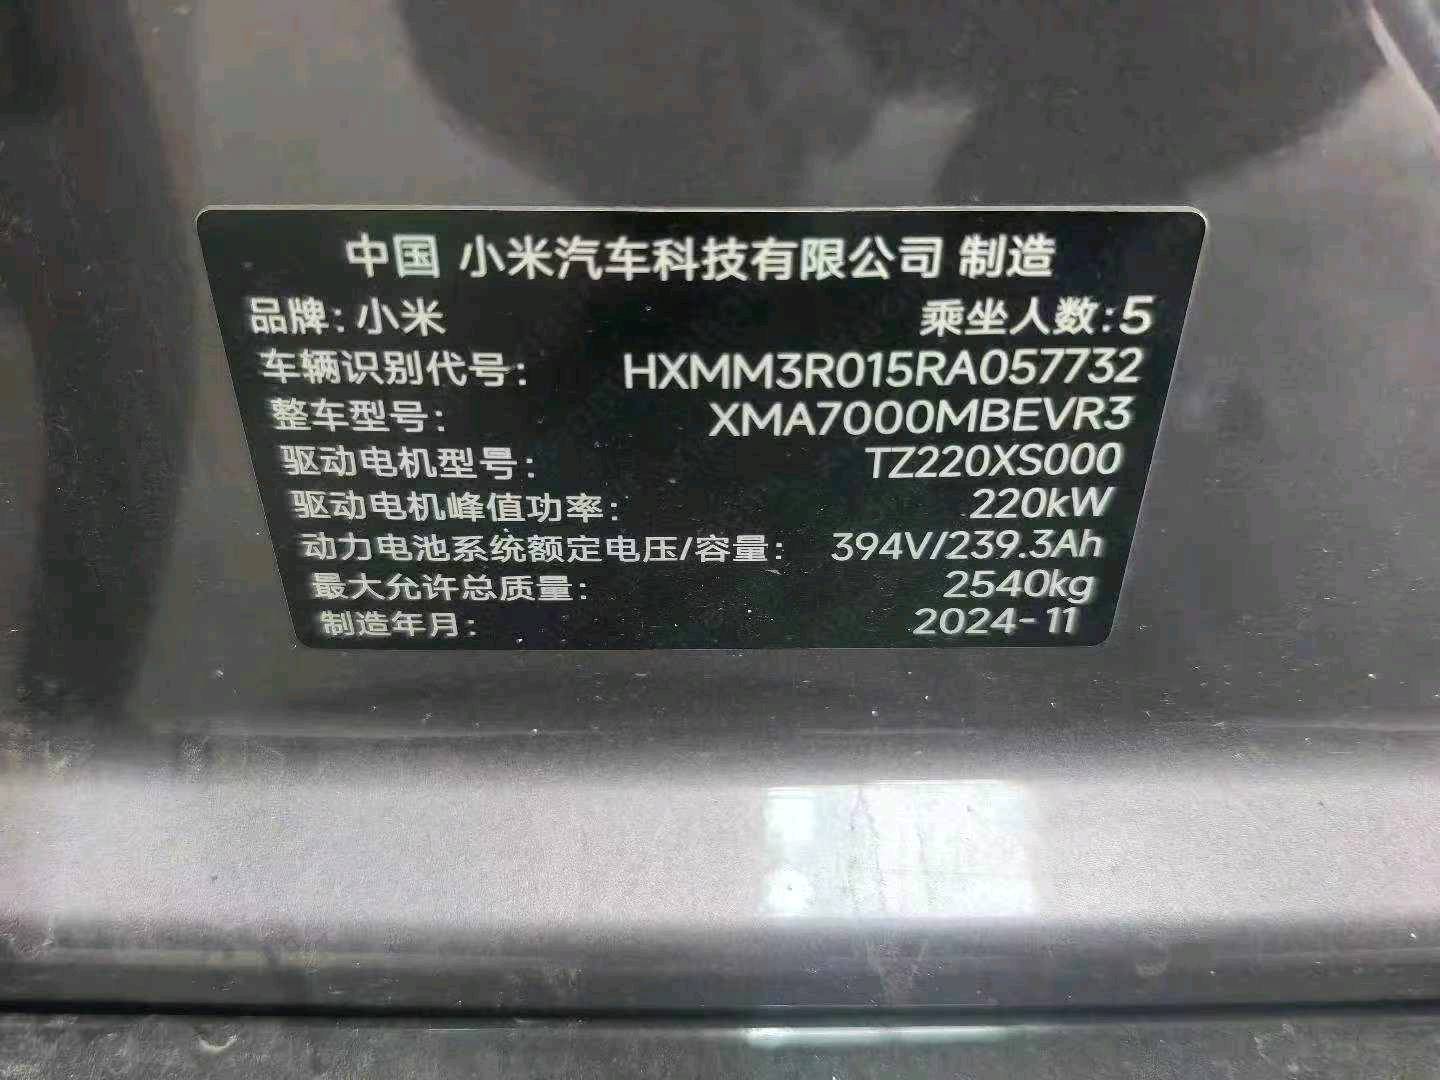 中国 小米汽车科技有限公司 制造
品牌: 小米 乘坐人数: 5
车辆识别代号: HXMM3R015RA057732
整车型号: XMA7000MBEVR3
驱动电机型号: TZ220XS000
驱动电机峰值功率: 220kW
动力电池系统额定电压/容量: 394V/239.3Ah
最大允许总质量: 2540kg
制造年月: 2024-11